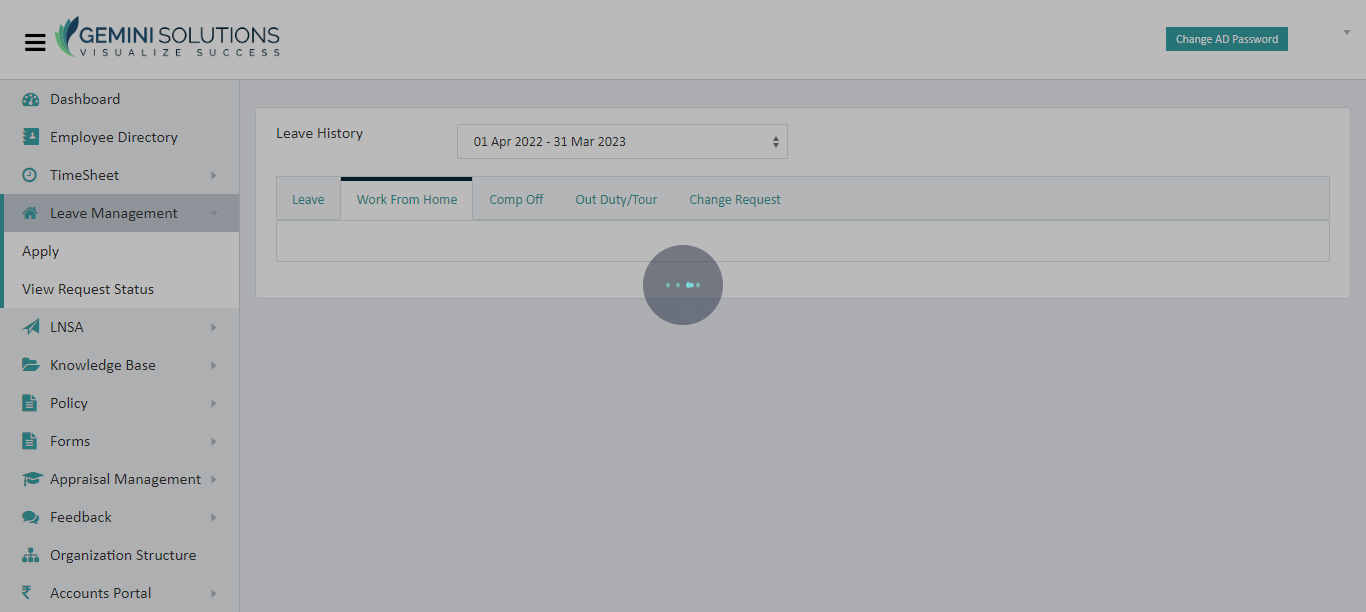 GEMINI SOLUTIONS
VISUALIZE SUCCESS
Change AD Password
Dashboard
Employee Directory
TimeSheet
Leave Management
Apply
View Request Status
LNSA
Knowledge Base
Policy
Forms
Appraisal Management
Feedback
Organization Structure
₹ Accounts Portal
Leave History
01 Apr 2022 - 31 Mar 2023
Leave Work From Home Comp Off Out Duty/Tour Change Request